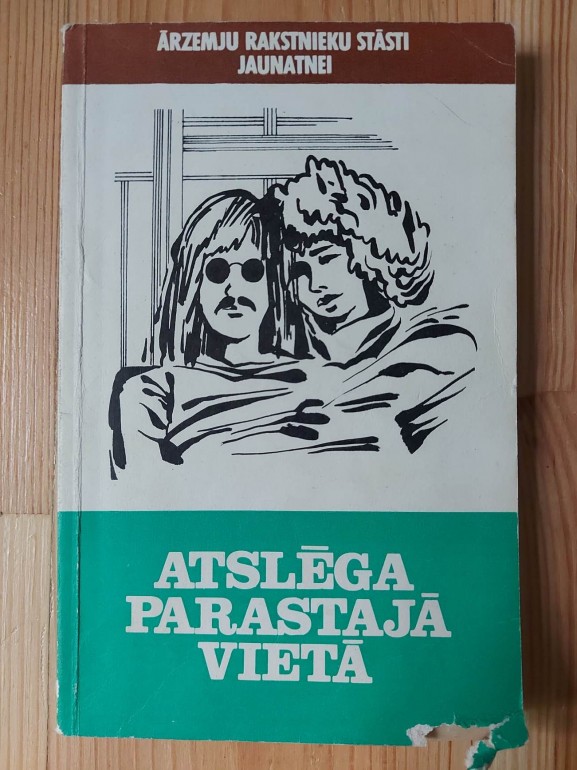 ĀRZEMJU RAKSTNIEKU STĀSTI
JAUNATNEI
ATSLĒGA
PARASTAJĀ
VIETĀ